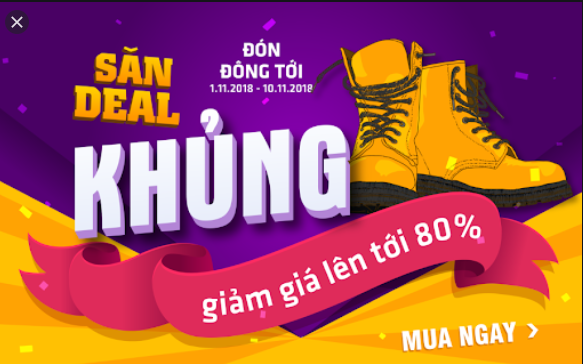 SĂN
DEAL
ĐÓN
ĐÔNG TỚI
1.11.2018 - 10.11.2018
KHỦNG
giảm giá lên tới 80%
MUA NGAY >